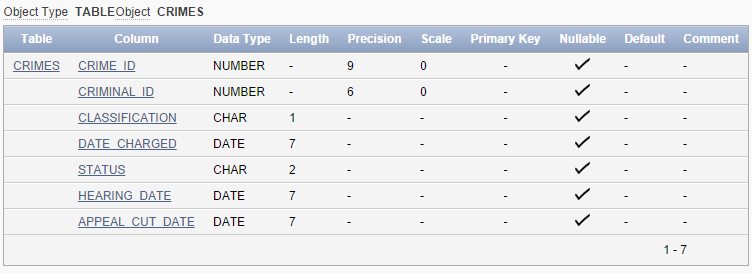 Object Type TABLE Object CRIMES
Table Column Data Type Length Precision Scale Primary Key Nullable Default Comment
CRIMES CRIME_ID NUMBER - 9 0 - ✓ - -
CRIMINAL_ID NUMBER - 6 0 - ✓ - -
CLASSIFICATION CHAR 1 - - - ✓ - -
DATE_CHARGED DATE 7 - - - ✓ - -
STATUS CHAR 2 - - - ✓ - -
HEARING_DATE DATE 7 - - - ✓ - -
APPEAL_CUT_DATE DATE 7 - - - ✓ - -
1 - 7